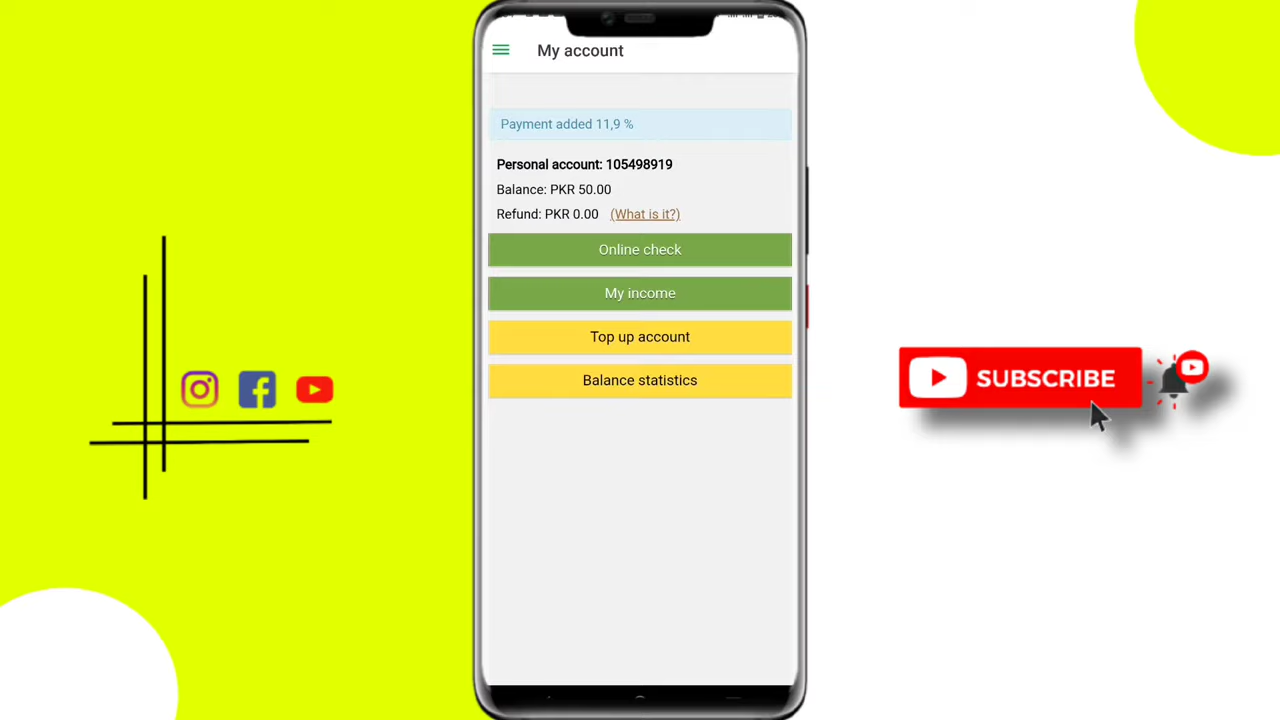 My account
Payment added 11,9 %
Personal account: 105498919
Balance: PKR 50.00
Refund: PKR 0.00 (What is it?)
Online check
My income
Top up account
Balance statistics
SUBSCRIBE